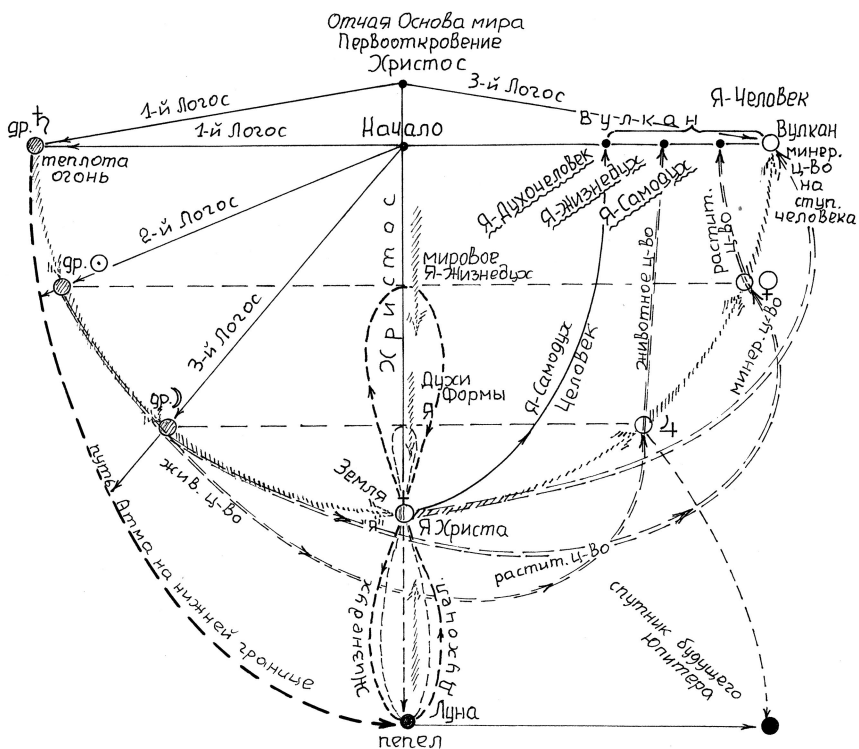 Отчая Основа мира
Первооткровение
Христос
1-й Логос
3-й Логос
Я-Человек
др. ♄
1-й Логос
Начало
Вулкан
Вулкан
теплота
огонь
минер.
ц-во
на
ступ.
человека
Я-Духочеловек
Я-Жизнедух
Я-Самодух
2-й Логос
др. ☉
Христос
мировое
Я-Жизнедух
растит.
ц-во
животное ц-во
♀
3-й Логос
минер. ц-во
Я-Самодух
Человек
Духи
Формы
Я
др. ☽
♃
Земля
"Я"
Я Христа
жив. ц-во
растит. ц-во
путь Атма на нижней границе
Жизнедух
Духочел.
спутник будущего
Юпитера
Луна
пепел